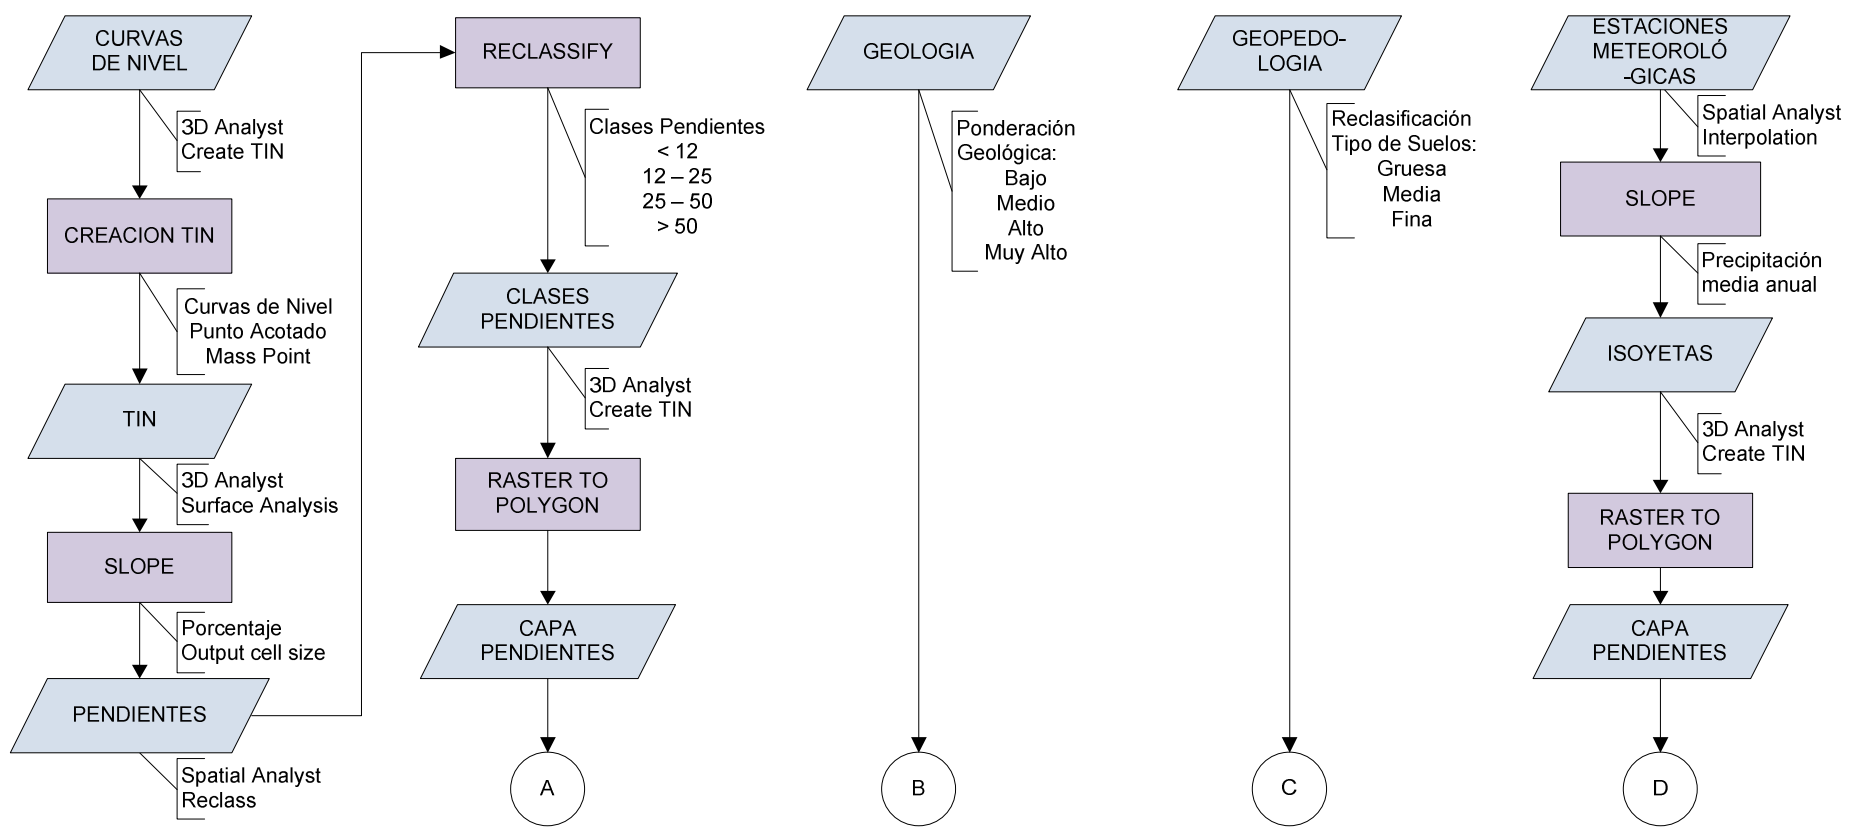 CURVAS
DE NIVEL
3D Analyst
Create TIN
CREACION TIN
Curvas de Nivel
Punto Acotado
Mass Point
TIN
3D Analyst
Surface Analysis
SLOPE
Porcentaje
Output cell size
PENDIENTES
Spatial Analyst
Reclass
RECLASSIFY
Clases Pendientes
< 12
12 – 25
25 – 50
> 50
CLASES
PENDIENTES
3D Analyst
Create TIN
RASTER TO
POLYGON
CAPA
PENDIENTES
A
GEOLOGIA
Ponderación
Geológica:
Bajo
Medio
Alto
Muy Alto
B
GEOPEDO-
LOGIA
Reclasificación
Tipo de Suelos:
Gruesa
Media
Fina
C
ESTACIONES
METEOROLÓ
-GICAS
Spatial Analyst
Interpolation
SLOPE
Precipitación
media anual
ISOYETAS
3D Analyst
Create TIN
RASTER TO
POLYGON
CAPA
PENDIENTES
D